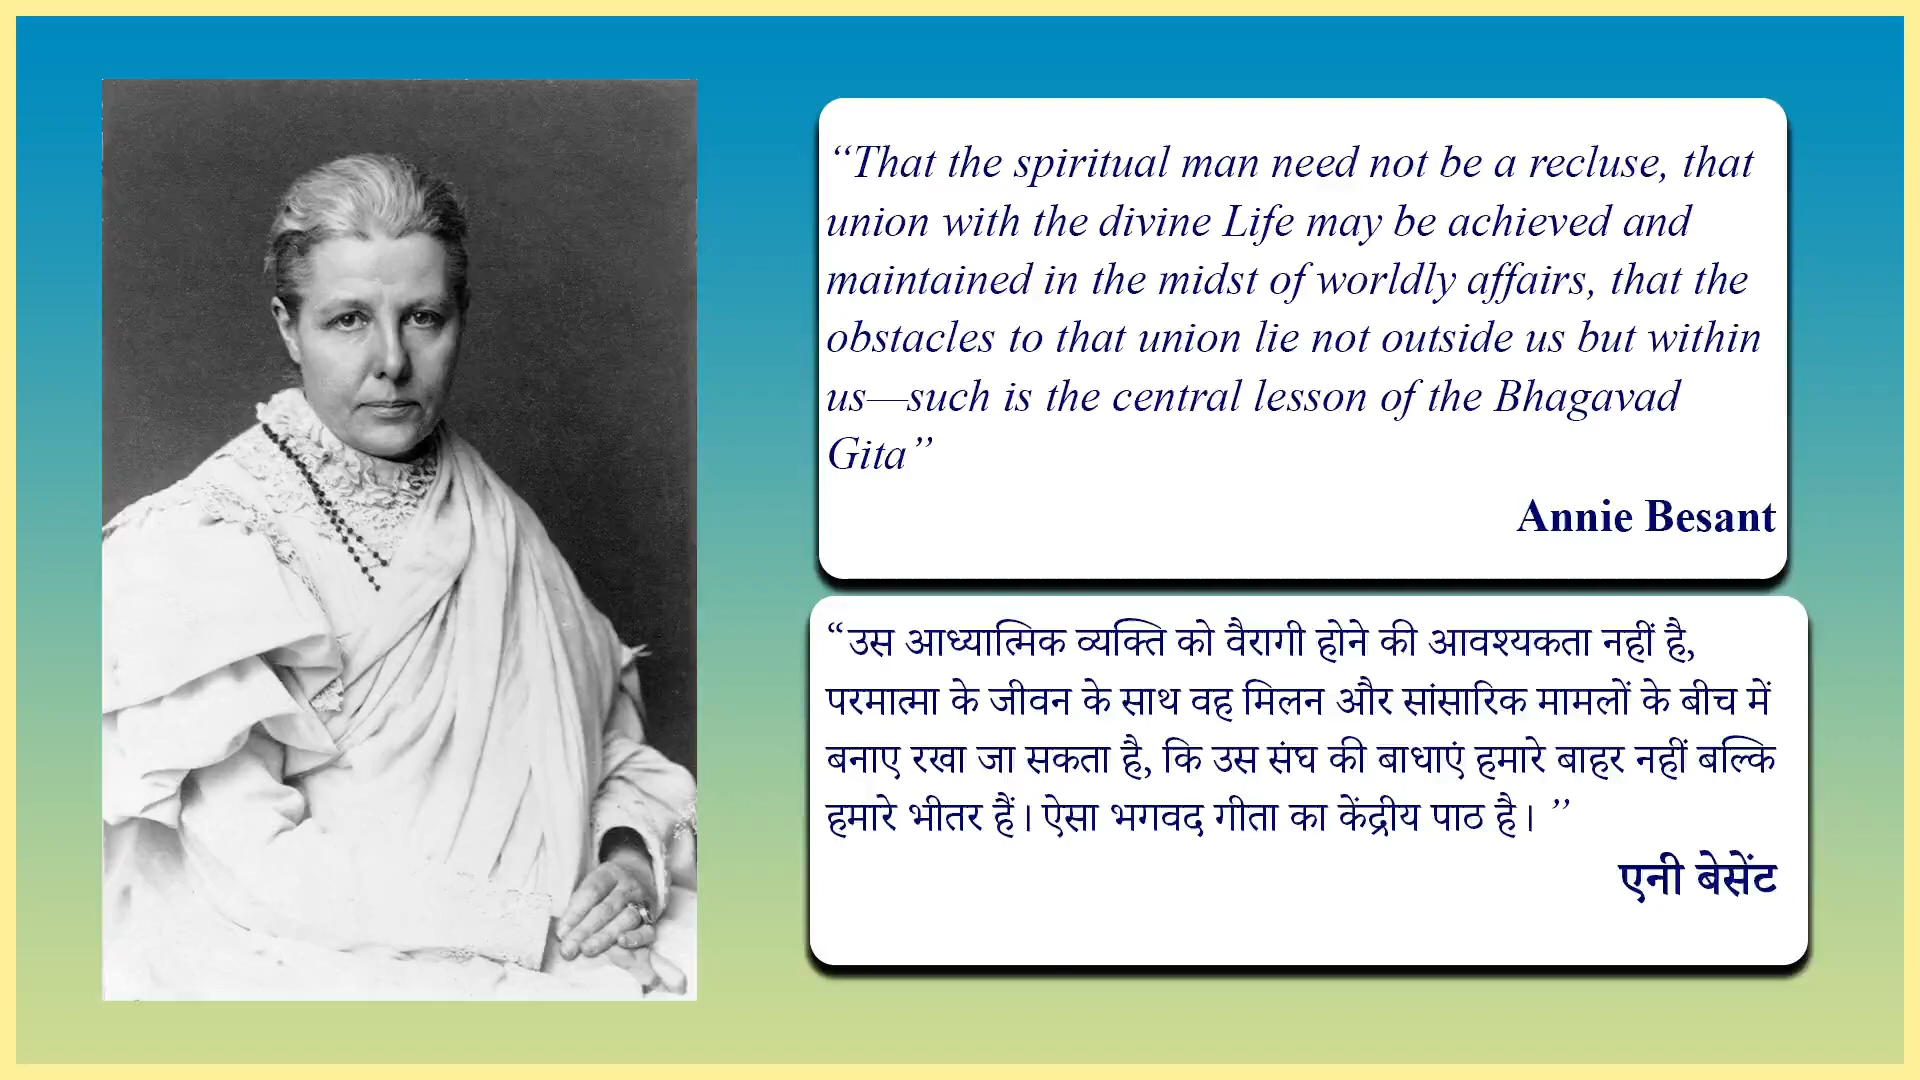 “That the spiritual man need not be a recluse, that
union with the divine Life may be achieved and
maintained in the midst of worldly affairs, that the
obstacles to that union lie not outside us but within
us—such is the central lesson of the Bhagavad
Gita”
Annie Besant
“उस आध्यात्मिक व्यक्ति को वैरागी होने की आवश्यकता नहीं है,
परमात्मा के जीवन के साथ वह मिलन और सांसारिक मामलों के बीच में
बनाए रखा जा सकता है, कि उस संघ की बाधाएं हमारे बाहर नहीं बल्कि
हमारे भीतर हैं। ऐसा भगवद गीता का केंद्रीय पाठ है। ”
एनी बेसेंट